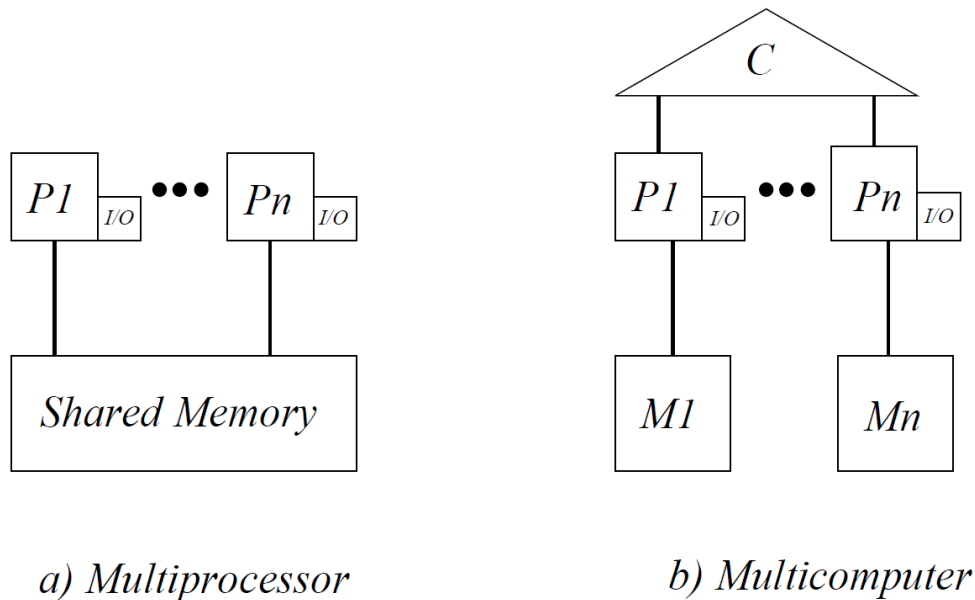 C
P1
I/O
Pn
I/O
P1
I/O
Pn
I/O
Shared Memory
M1
Mn
a) Multiprocessor
b) Multicomputer